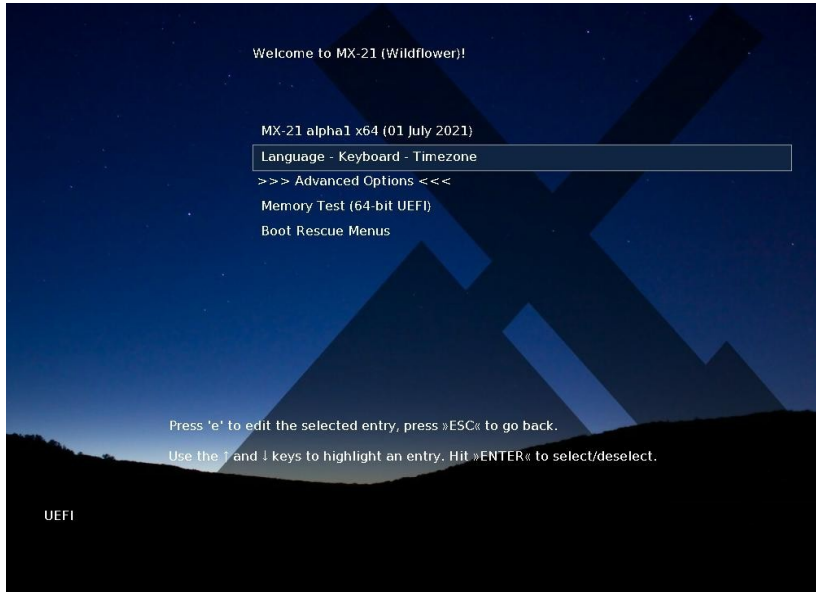 Welcome to MX-21 (Wildflower)!
MX-21 alpha1 x64 (01 July 2021)
Language - Keyboard - Timezone
>>> Advanced Options <<<
Memory Test (64-bit UEFI)
Boot Rescue Menus
Press 'e' to edit the selected entry, press »ESC« to go back.
Use the ↑ and ↓ keys to highlight an entry. Hit »ENTER« to select/deselect.
UEFI